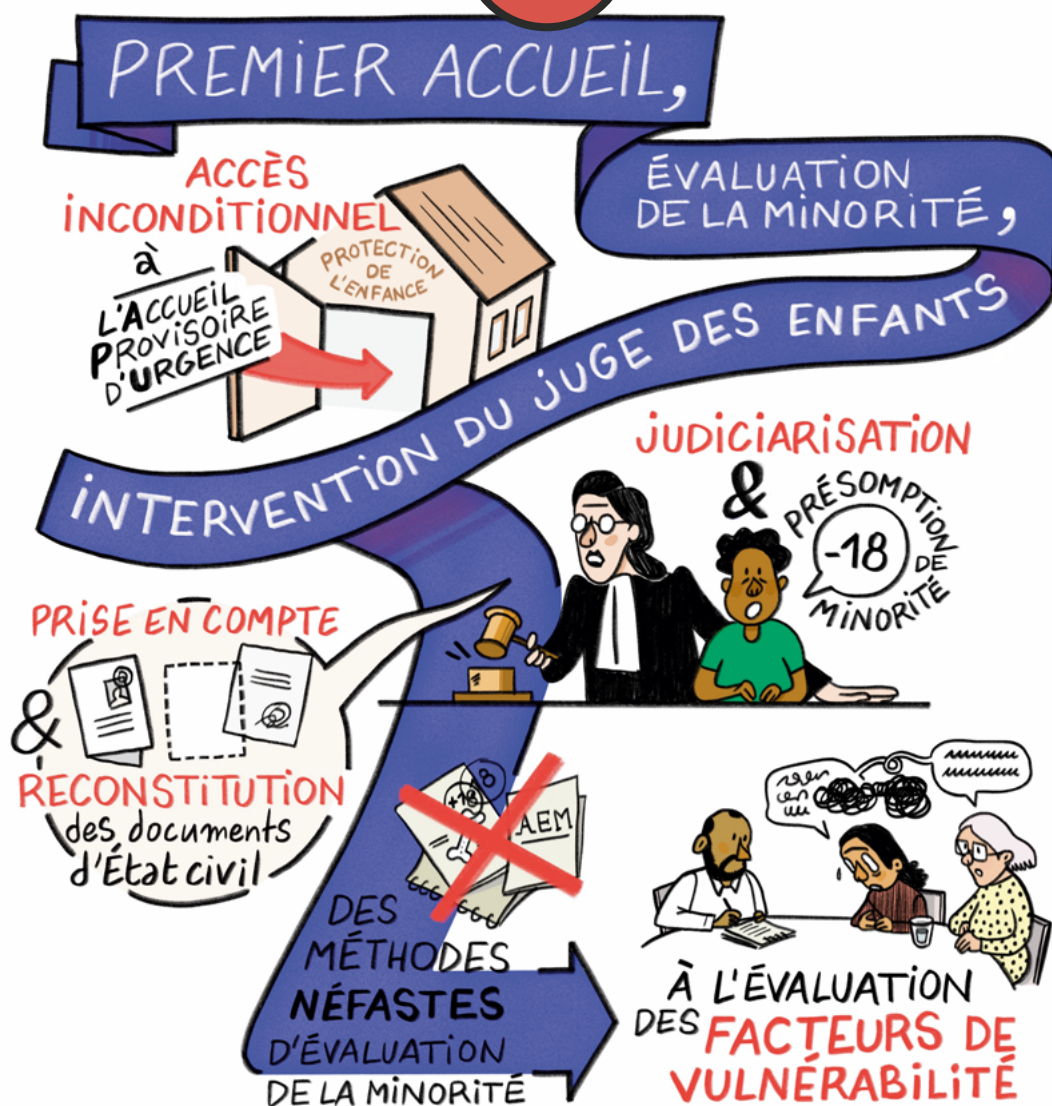 PREMIER ACCUEIL,
ÉVALUATION
DE LA MINORITÉ,
INTERVENTION DU JUGE DES ENFANTS
ACCÈS
INCONDITIONNEL
à
L'ACCUEIL
PROVISOIRE
D'URGENCE
PROTECTION
DE
L'ENFANCE
JUDICIARISATION
&
PRÉSOMPTION
DE
MINORITÉ
-18
PRISE EN COMPTE
&
RECONSTITUTION
des documents
d'État civil
+18
AEM
DES
MÉTHODES
NÉFASTES
D'ÉVALUATION
DE LA MINORITÉ
À L'ÉVALUATION
DES FACTEURS DE
VULNÉRABILITÉ